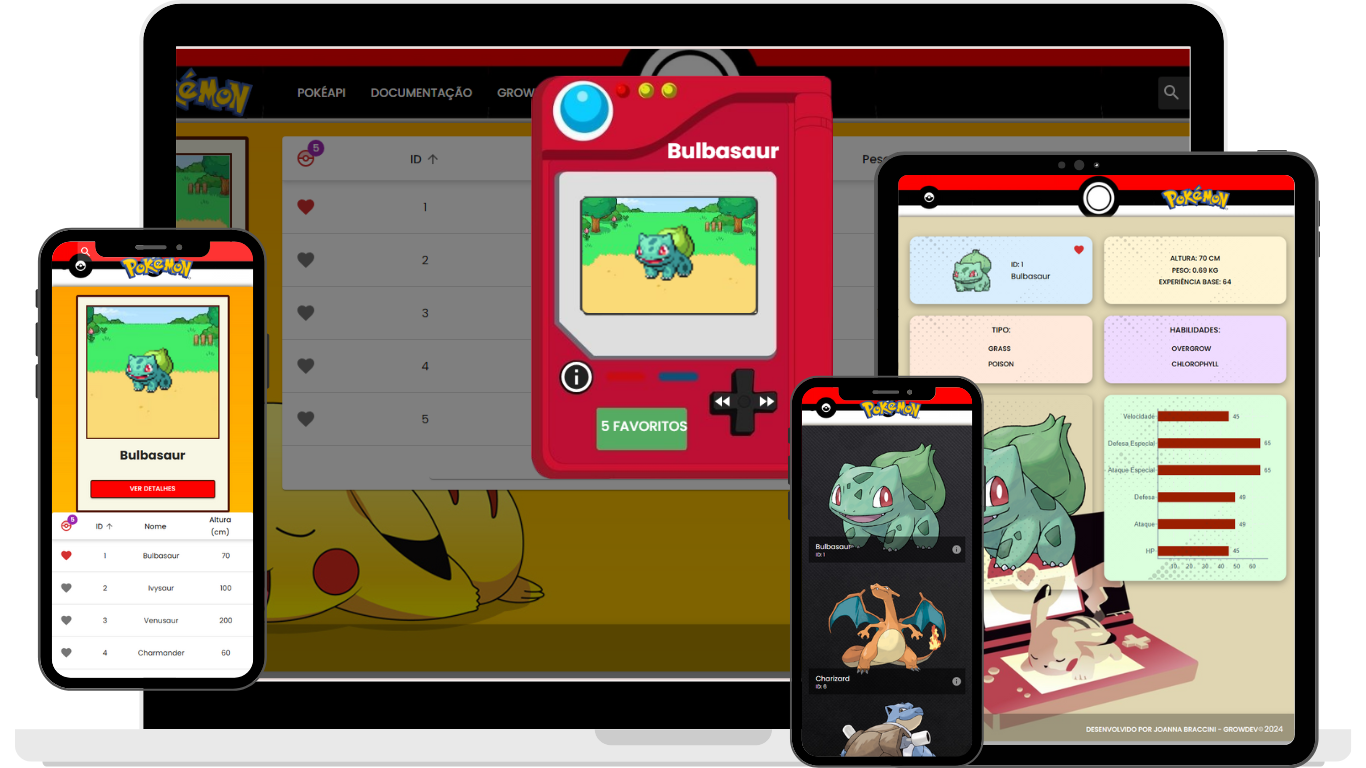 POKéMON
POKÉAPI
DOCUMENTAÇÃO
GROW
5
ID ↑
1
2
3
4
5
Bulbasaur
5 FAVORITOS
POKéMON
Bulbasaur
VER DETALHES
5
ID ↑
Nome
Altura
(cm)
1
Bulbasaur
70
2
Ivysaur
100
3
Venusaur
200
4
Charmander
60
POKéMON
Bulbasaur
ID: 1
Charizard
ID: 6
POKéMON
ID: 1
Bulbasaur
ALTURA: 70 CM
PESO: 0.69 KG
EXPERIÊNCIA BASE: 64
TIPO:
GRASS
POISON
HABILIDADES:
OVERGROW
CHLOROPHYLL
Velocidade
45
Defesa Especial
65
Ataque Especial
65
Defesa
49
Ataque
49
HP
45
10 20 30 40 50 60
DESENVOLVIDO POR JOANNA BRACCINI - GROWDEV©2024